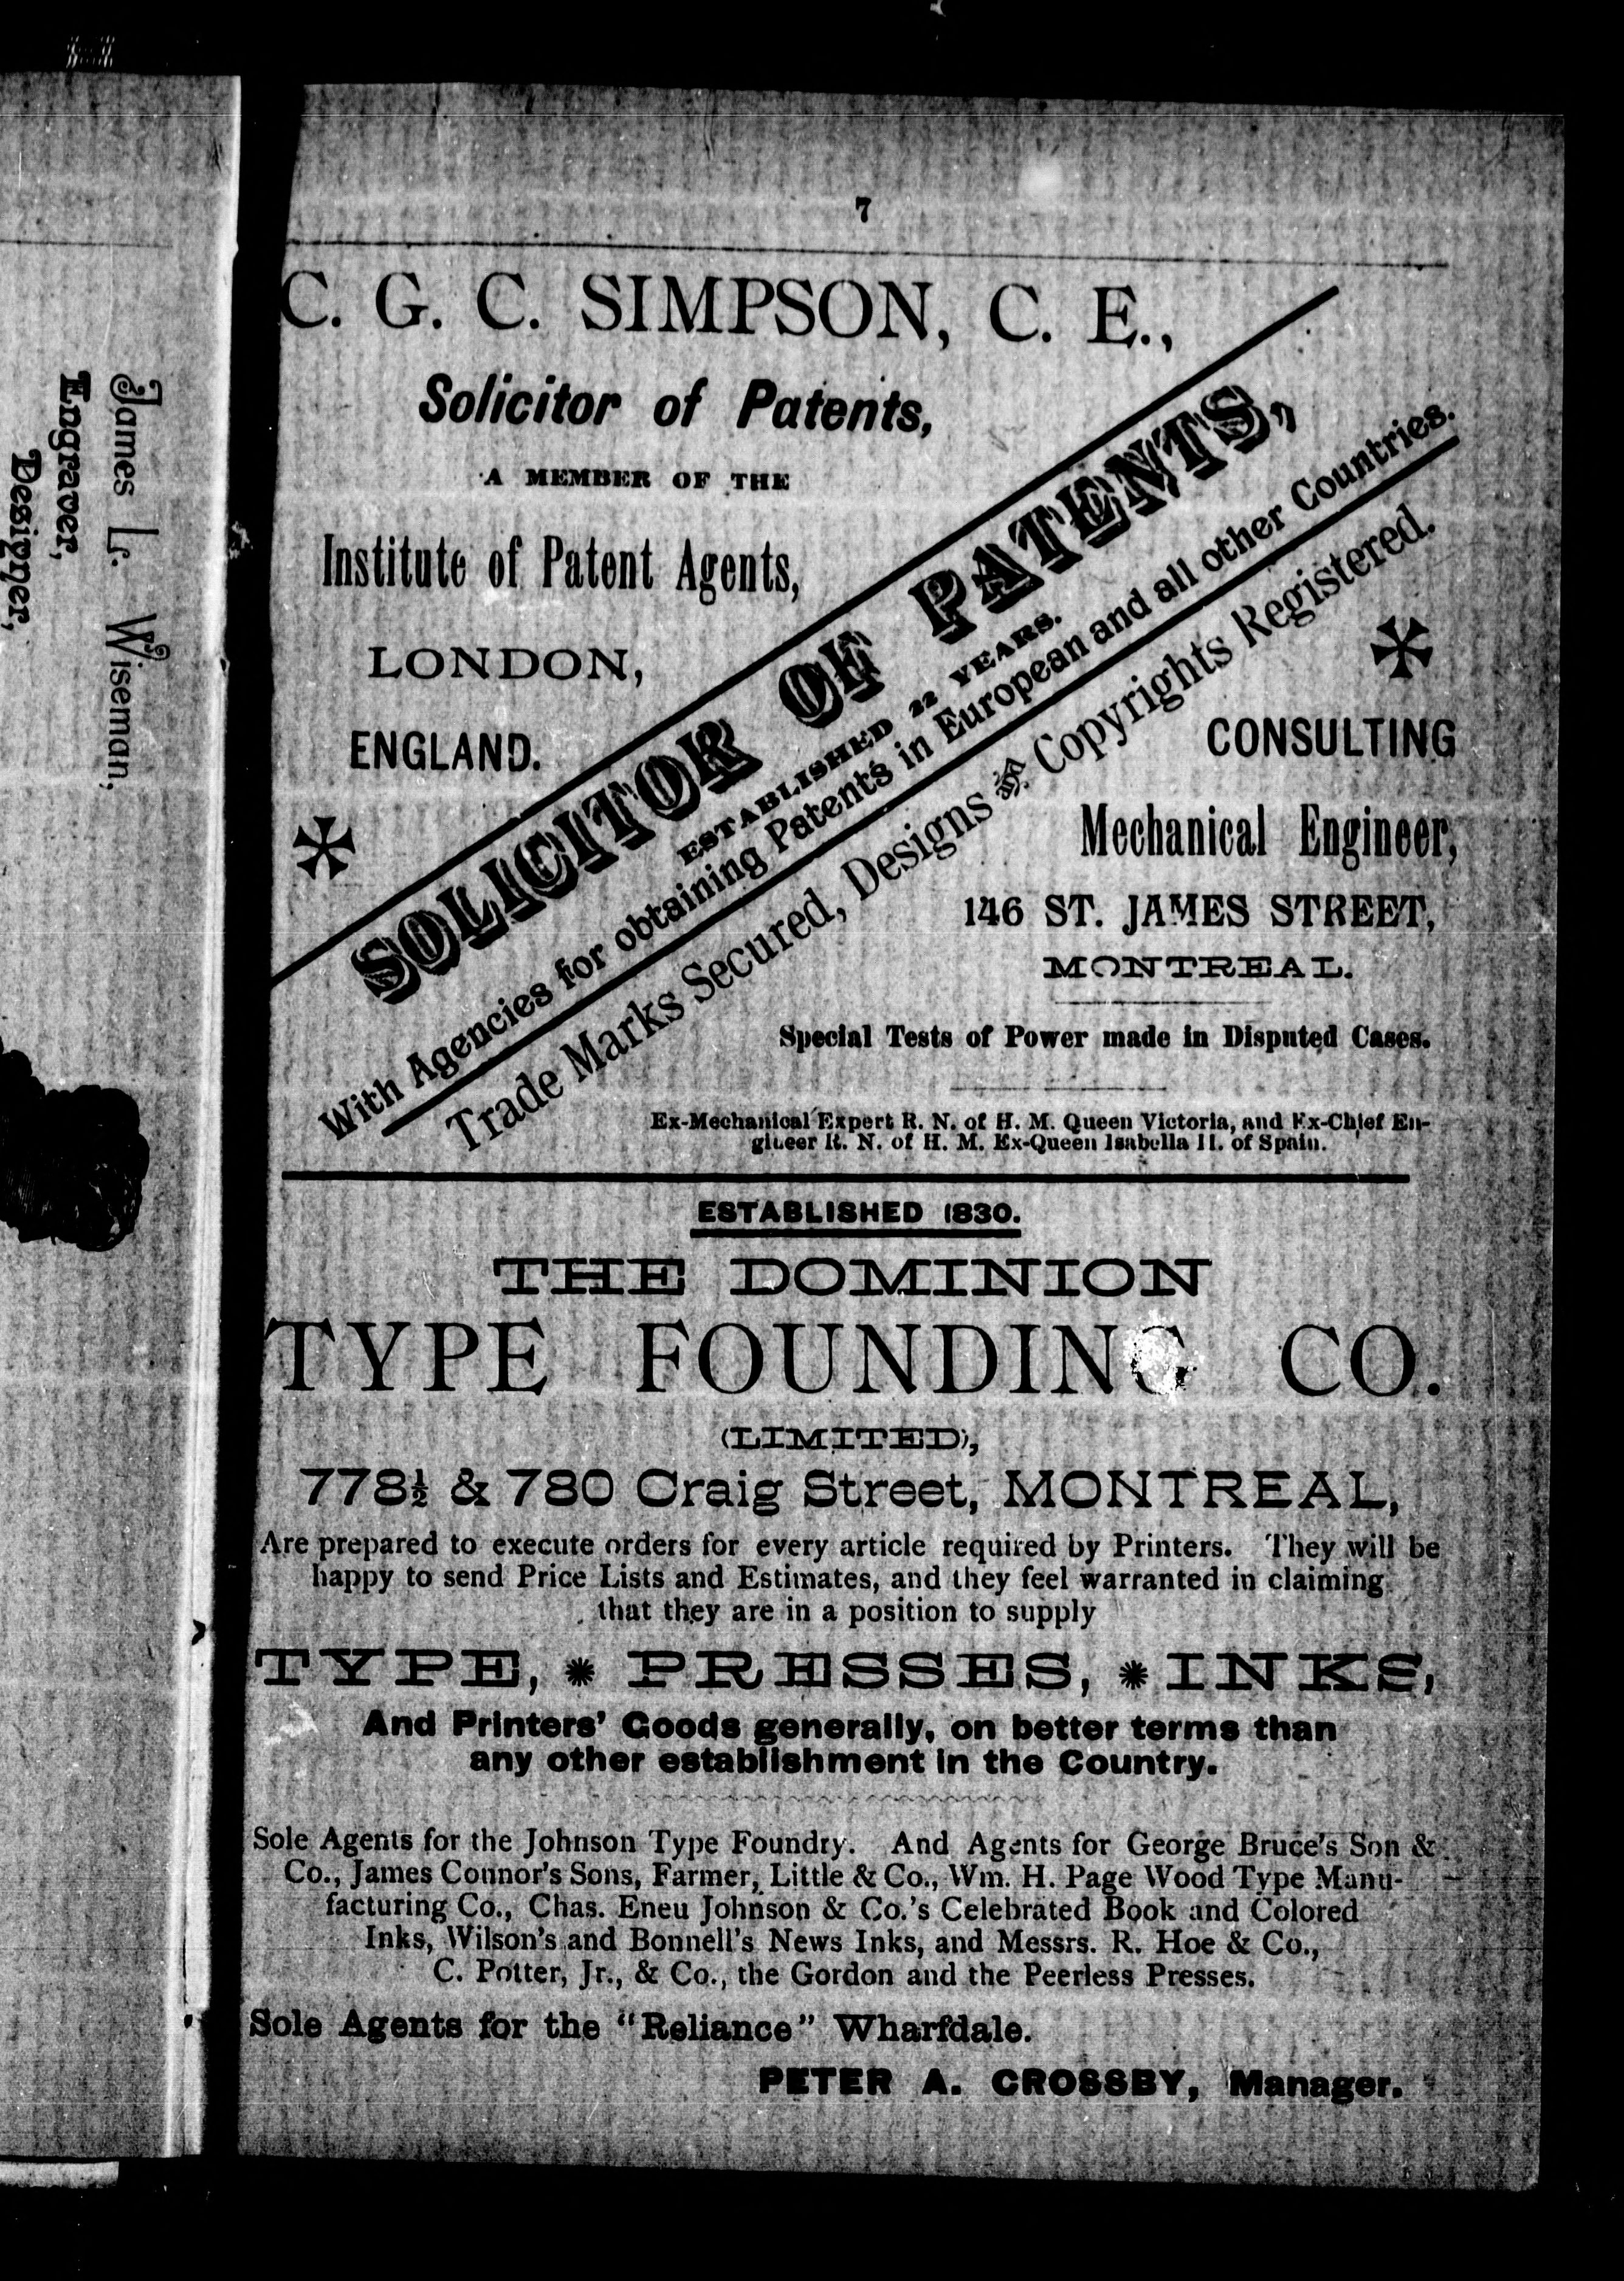 James L. Wiseman,
Engraver,
Designer,
7
C. G. C. SIMPSON, C. E.,
Solicitor of Patents,
A MEMBER OF THE
Institute of Patent Agents,
LONDON,
ENGLAND.
SOLICITOR OF PATENTS,
ESTABLISHED 22 YEARS.
With Agencies for obtaining Patents in European and all other Countries.
Trade Marks Secured, Designs and Copyrights Registered.
CONSULTING
Mechanical Engineer,
146 ST. JAMES STREET,
MONTREAL.
Special Tests of Power made in Disputed Cases.
Ex-Mechanical Expert R. N. of H. M. Queen Victoria, and Ex-Chief En-
gineer R. N. of H. M. Ex-Queen Isabella II. of Spain.
ESTABLISHED 1830.
THE DOMINION
TYPE FOUNDING CO.
(LIMITED),
778½ & 780 Craig Street, MONTREAL,
Are prepared to execute orders for every article required by Printers. They will be
happy to send Price Lists and Estimates, and they feel warranted in claiming
that they are in a position to supply
TYPE, * PRESSES, * INKS,
And Printers' Goods generally, on better terms than
any other establishment in the Country.
Sole Agents for the Johnson Type Foundry. And Agents for George Bruce's Son &
Co., James Connor's Sons, Farmer, Little & Co., Wm. H. Page Wood Type Manu-
facturing Co., Chas. Eneu Johnson & Co.'s Celebrated Book and Colored
Inks, Wilson's and Bonnell's News Inks, and Messrs. R. Hoe & Co.,
C. Potter, Jr., & Co., the Gordon and the Peerless Presses.
Sole Agents for the "Reliance" Wharfdale.
PETER A. CROSSBY, Manager.